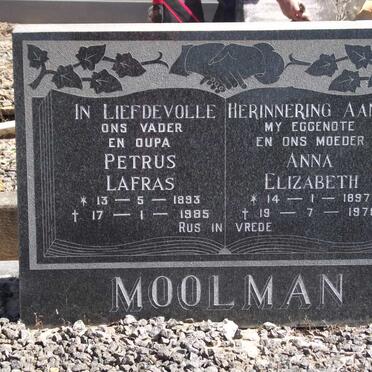 IN LIEFDEVOLLE HERINNERING AAN
ONS VADER
EN OUPA
PETRUS
LAFRAS
* 13 - 5 - 1893
† 17 - 1 - 1985
MY EGGENOTE
EN ONS MOEDER
ANNA
ELIZABETH
* 14 - 1 - 1897
† 19 - 7 -
RUS IN VREDE
MOOLMAN